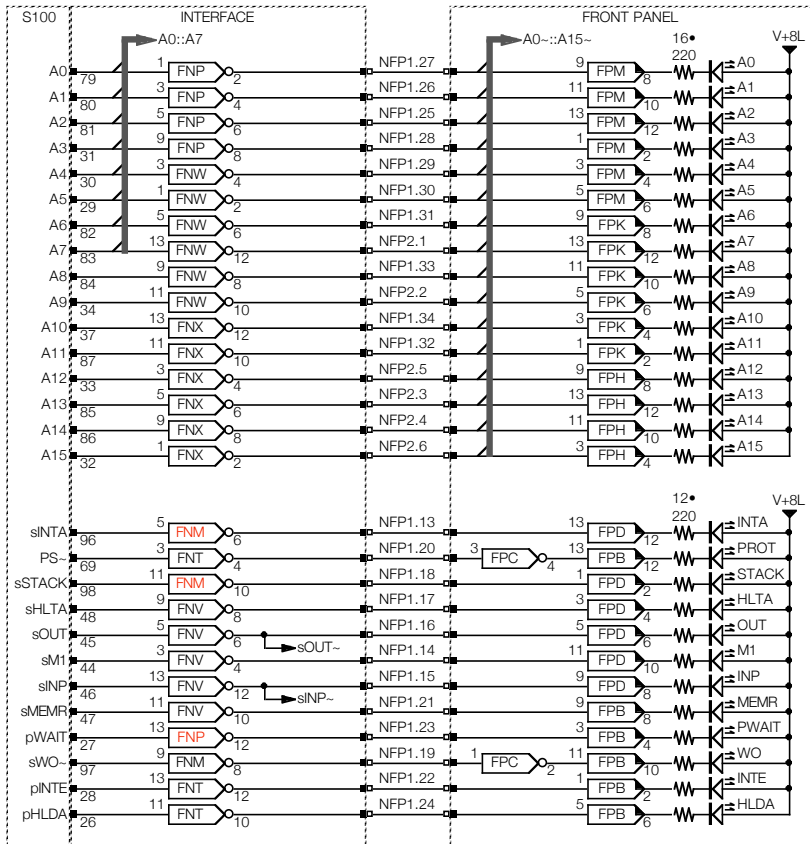 S100 INTERFACE FRONT PANEL
A0::A7 A0~::A15~ 16• V+8L
220
A0 79 1 FNP 2 NFP1.27 9 FPM 8 A0
A1 80 3 FNP 4 NFP1.26 11 FPM 10 A1
A2 81 5 FNP 6 NFP1.25 13 FPM 12 A2
A3 31 9 FNP 8 NFP1.28 1 FPM 2 A3
A4 30 3 FNW 4 NFP1.29 3 FPM 4 A4
A5 29 1 FNW 2 NFP1.30 5 FPM 6 A5
A6 82 5 FNW 6 NFP1.31 9 FPK 8 A6
A7 83 13 FNW 12 NFP2.1 13 FPK 12 A7
A8 84 9 FNW 8 NFP1.33 11 FPK 10 A8
A9 34 11 FNW 10 NFP2.2 5 FPK 6 A9
A10 37 13 FNX 12 NFP1.34 3 FPK 4 A10
A11 87 11 FNX 10 NFP1.32 1 FPK 2 A11
A12 33 3 FNX 4 NFP2.5 9 FPH 8 A12
A13 85 5 FNX 6 NFP2.3 13 FPH 12 A13
A14 86 9 FNX 8 NFP2.4 11 FPH 10 A14
A15 32 1 FNX 2 NFP2.6 3 FPH 4 A15
12• V+8L
220
sINTA 96 5 FNM 6 NFP1.13 13 FPD 12 INTA
PS~ 69 3 FNT 4 NFP1.20 3 FPC 4 13 FPB 12 PROT
sSTACK 98 11 FNM 10 NFP1.18 1 FPD 2 STACK
sHLTA 48 9 FNV 8 NFP1.17 3 FPD 4 HLTA
sOUT 45 5 FNV 6 sOUT~ NFP1.16 5 FPD 6 OUT
sM1 44 3 FNV 4 NFP1.14 11 FPD 10 M1
sINP 46 13 FNV 12 sINP~ NFP1.15 9 FPD 8 INP
sMEMR 47 11 FNV 10 NFP1.21 9 FPB 8 MEMR
pWAIT 27 13 FNP 12 NFP1.23 3 FPB 4 PWAIT
sWO~ 97 9 FNM 8 NFP1.19 1 FPC 2 11 FPB 10 WO
pINTE 28 13 FNT 12 NFP1.22 1 FPB 2 INTE
pHLDA 26 11 FNT 10 NFP1.24 5 FPB 6 HLDA